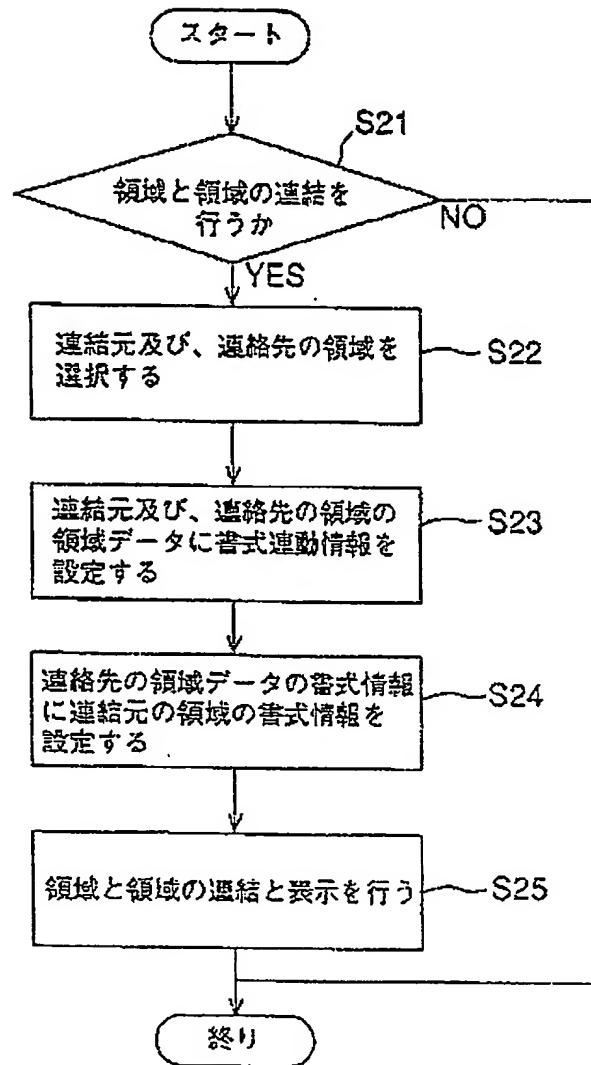 スタート
S21
領域と領域の連結を
行うか
NO
YES
連結元及び、連絡先の領域を
選択する
S22
連結元及び、連絡先の領域の
領域データに書式連動情報を
設定する
S23
連絡先の領域データの書式情報
に連結元の領域の書式情報を
設定する
S24
領域と領域の連結と表示を行う
S25
終り